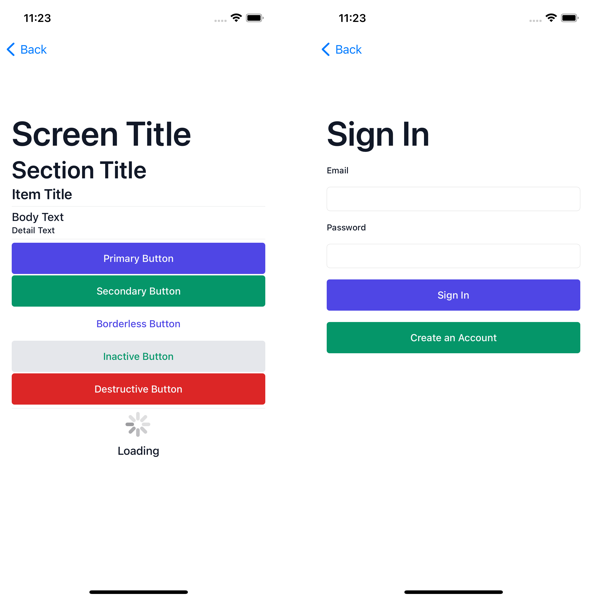 11:23
Back
Screen Title
Section Title
Item Title
Body Text
Detail Text
Primary Button
Secondary Button
Borderless Button
Inactive Button
Destructive Button
Loading
11:23
Back
Sign In
Email
Password
Sign In
Create an Account